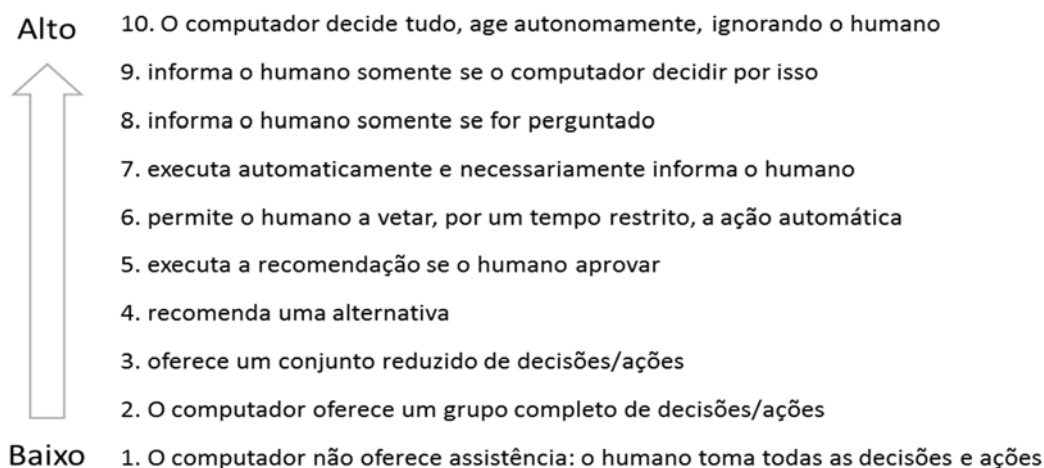 Alto
10. O computador decide tudo, age autonomamente, ignorando o humano
9. informa o humano somente se o computador decidir por isso
8. informa o humano somente se for perguntado
7. executa automaticamente e necessariamente informa o humano
6. permite o humano a vetar, por um tempo restrito, a ação automática
5. executa a recomendação se o humano aprovar
4. recomenda uma alternativa
3. oferece um conjunto reduzido de decisões/ações
2. O computador oferece um grupo completo de decisões/ações
Baixo
1. O computador não oferece assistência: o humano toma todas as decisões e ações